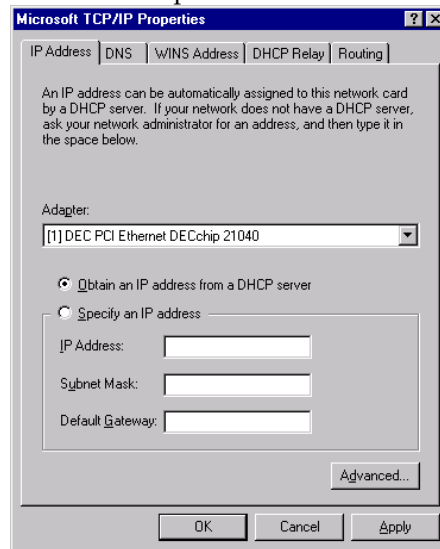 Microsoft TCP/IP Properties
IP Address DNS WINS Address DHCP Relay Routing
An IP address can be automatically assigned to this network card
by a DHCP server. If your network does not have a DHCP server,
ask your network administrator for an address, and then type it in
the space below.
Adapter:
[1] DEC PCI Ethernet DECchip 21040
Obtain an IP address from a DHCP server
Specify an IP address
IP Address:
Subnet Mask:
Default Gateway:
Advanced...
OK Cancel Apply